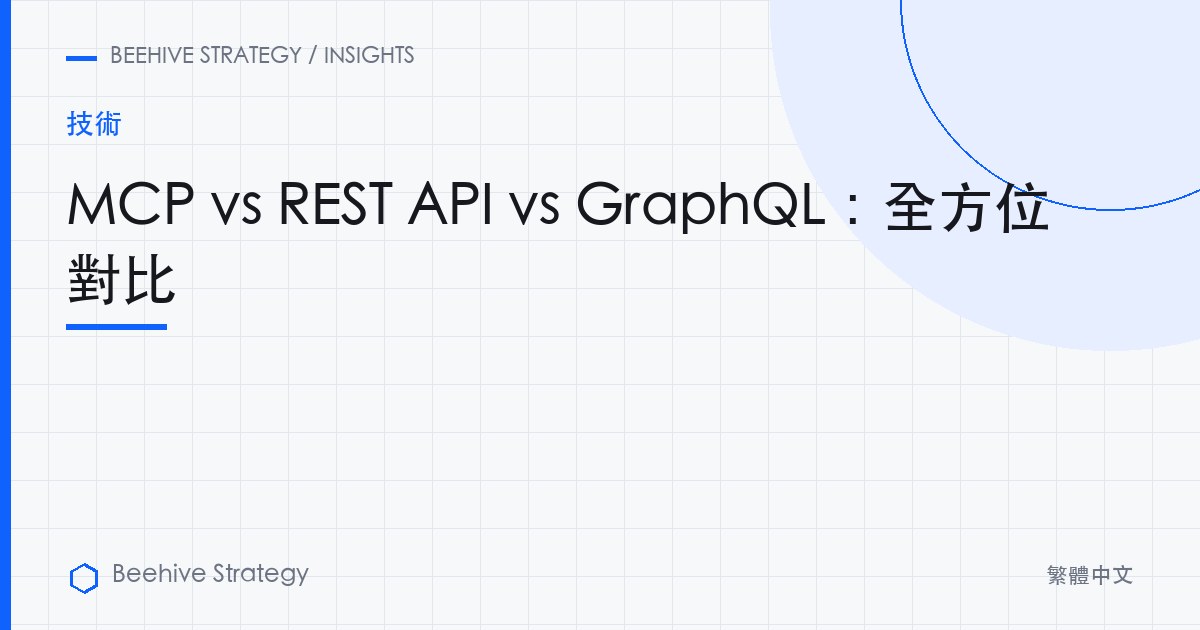 BEEHIVE STRATEGY / INSIGHTS
技術
MCP vs REST API vs GraphQL：全方位
對比
Beehive Strategy
繁體中文